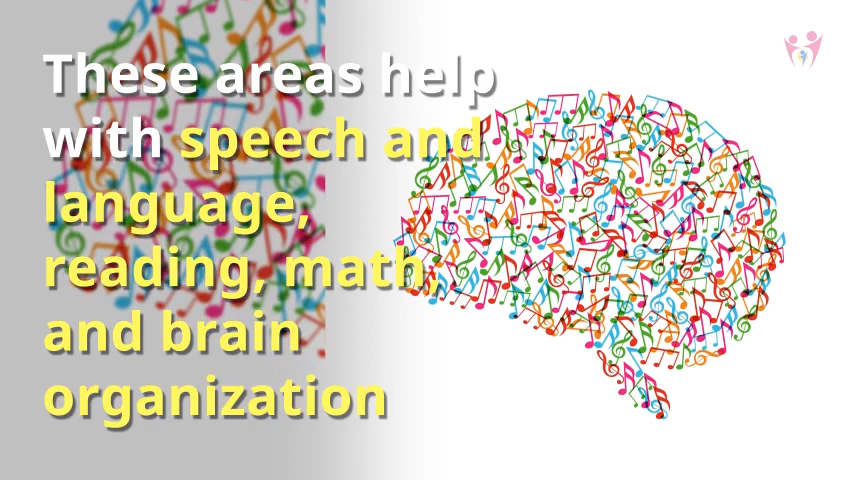 These areas help
with speech and
language,
reading, math,
and brain
organization